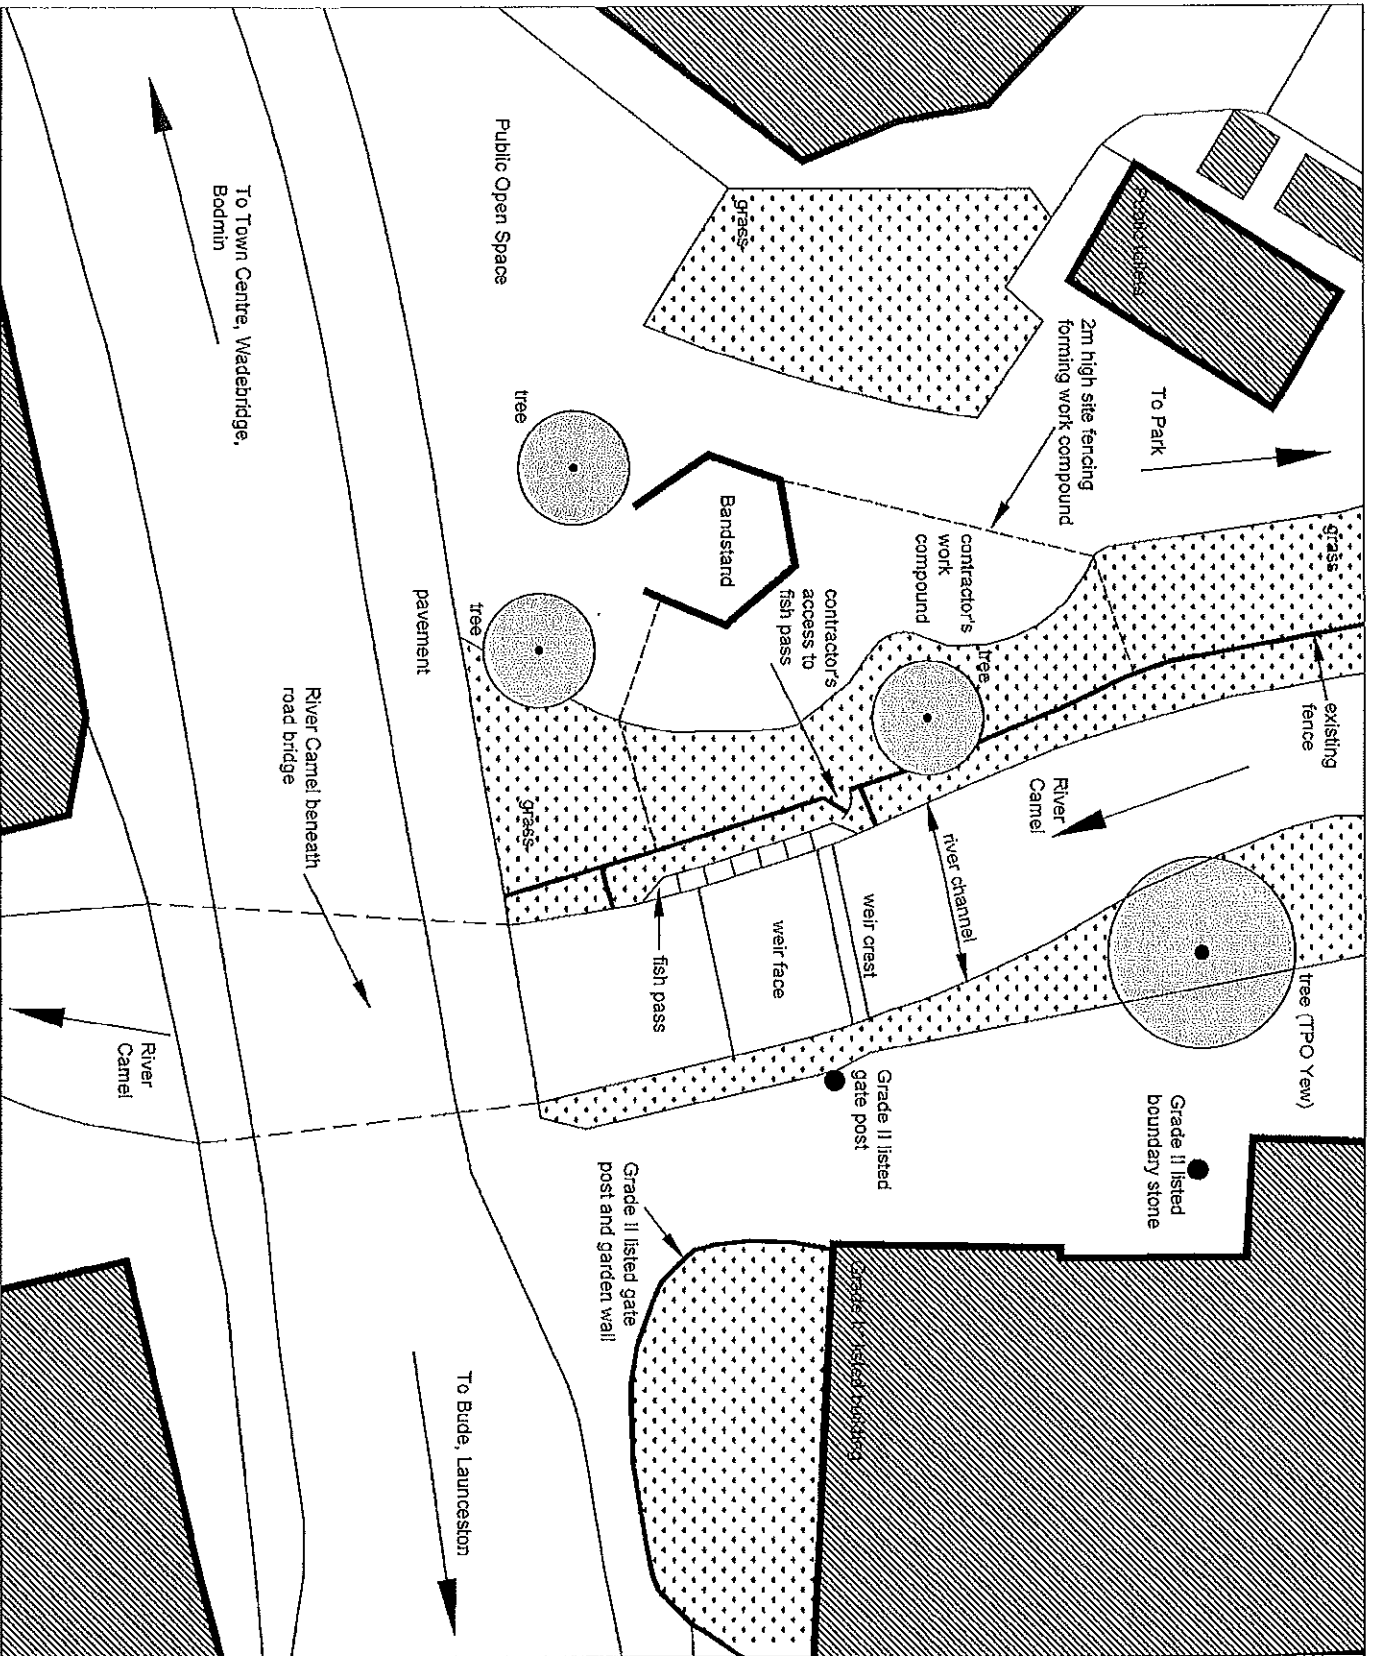 Public Open Space
To Town Centre, Wadebridge,
Bodmin
grass
Public toilets
To Park
2m high site fencing
forming work compound
tree
Bandstand
contractor's
work
compound
contractor's
access to
fish pass
tree
tree
grass
existing
fence
pavement
River Camel beneath
road bridge
grass
River
Camel
river channel
weir crest
weir face
fish pass
River
Camel
tree (TPO Yew)
Grade II listed
boundary stone
Grade II listed
gate post
Grade II listed gate
post and garden wall
To Bude, Launceston